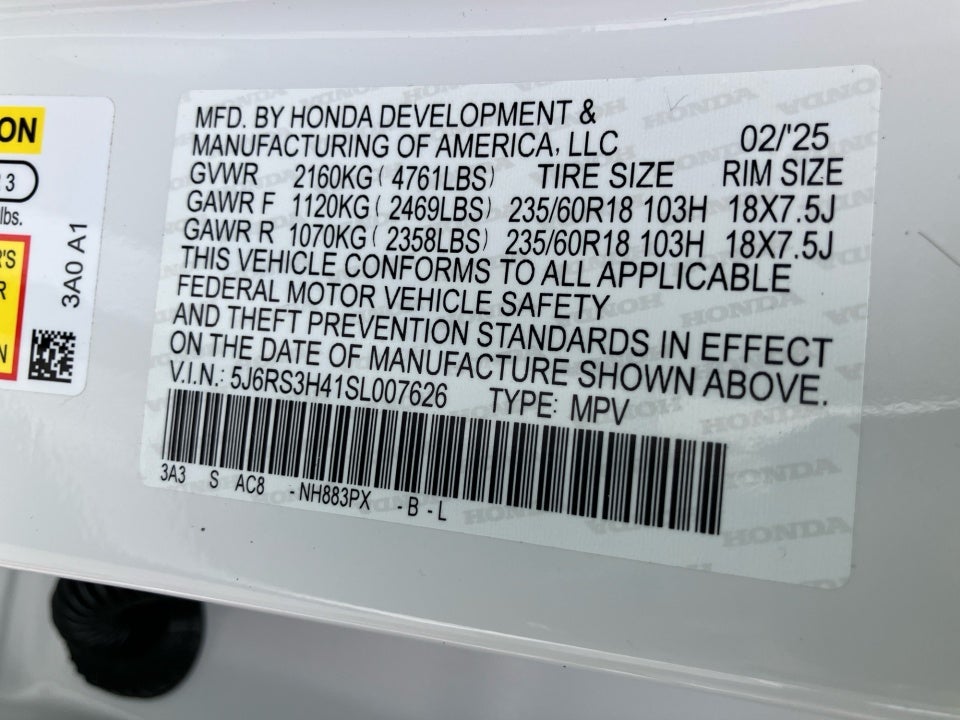 ON
3
lbs.
R'S
R
N
3A0 A1
MFD. BY HONDA DEVELOPMENT &
MANUFACTURING OF AMERICA, LLC 02/'25
GVWR 2160KG ( 4761LBS) TIRE SIZE RIM SIZE
GAWR F 1120KG ( 2469LBS) 235/60R18 103H 18X7.5J
GAWR R 1070KG ( 2358LBS) 235/60R18 103H 18X7.5J
THIS VEHICLE CONFORMS TO ALL APPLICABLE
FEDERAL MOTOR VEHICLE SAFETY
AND THEFT PREVENTION STANDARDS IN EFFECT
ON THE DATE OF MANUFACTURE SHOWN ABOVE.
V.I.N.: 5J6RS3H41SL007626 TYPE: MPV
3A3 S AC8 -NH883PX -B-L
HONDA